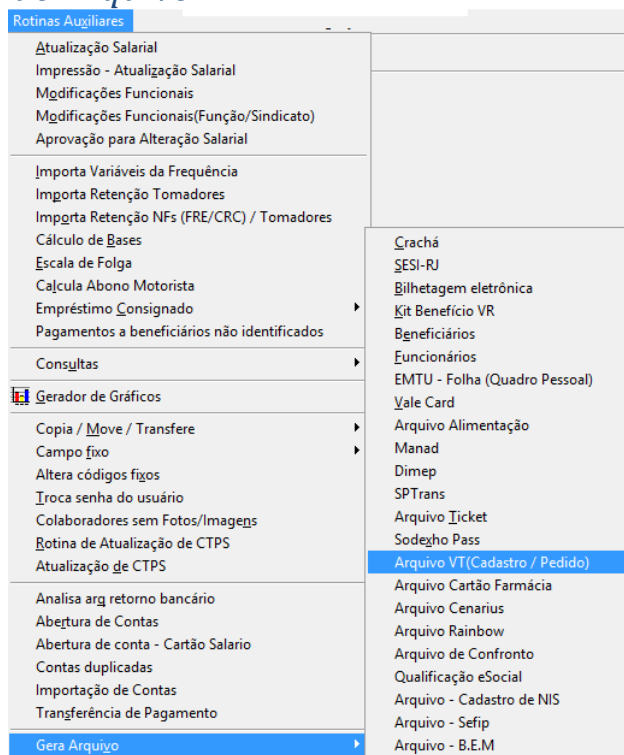 Rotinas Auxiliares
Atualização Salarial
Impressão - Atualização Salarial
Modificações Funcionais
Modificações Funcionais(Função/Sindicato)
Aprovação para Alteração Salarial
Importa Variáveis da Frequência
Importa Retenção Tomadores
Importa Retenção NFs (FRE/CRC) / Tomadores
Cálculo de Bases
Escala de Folga
Calcula Abono Motorista
Empréstimo Consignado
Pagamentos a beneficiários não identificados
Consultas
Gerador de Gráficos
Copia / Move / Transfere
Campo fixo
Altera códigos fixos
Troca senha do usuário
Colaboradores sem Fotos/Imagens
Rotina de Atualização de CTPS
Atualização de CTPS
Analisa arq retorno bancário
Abertura de Contas
Abertura de conta - Cartão Salario
Contas duplicadas
Importação de Contas
Transferência de Pagamento
Gera Arquivo
Crachá
SESI-RJ
Bilhetagem eletrônica
Kit Benefício VR
Beneficiários
Funcionários
EMTU - Folha (Quadro Pessoal)
Vale Card
Arquivo Alimentação
Manad
Dimep
SPTrans
Arquivo Ticket
Sodexho Pass
Arquivo VT(Cadastro / Pedido)
Arquivo Cartão Farmácia
Arquivo Cenarius
Arquivo Rainbow
Arquivo de Confronto
Qualificação eSocial
Arquivo - Cadastro de NIS
Arquivo - Sefip
Arquivo - B.E.M